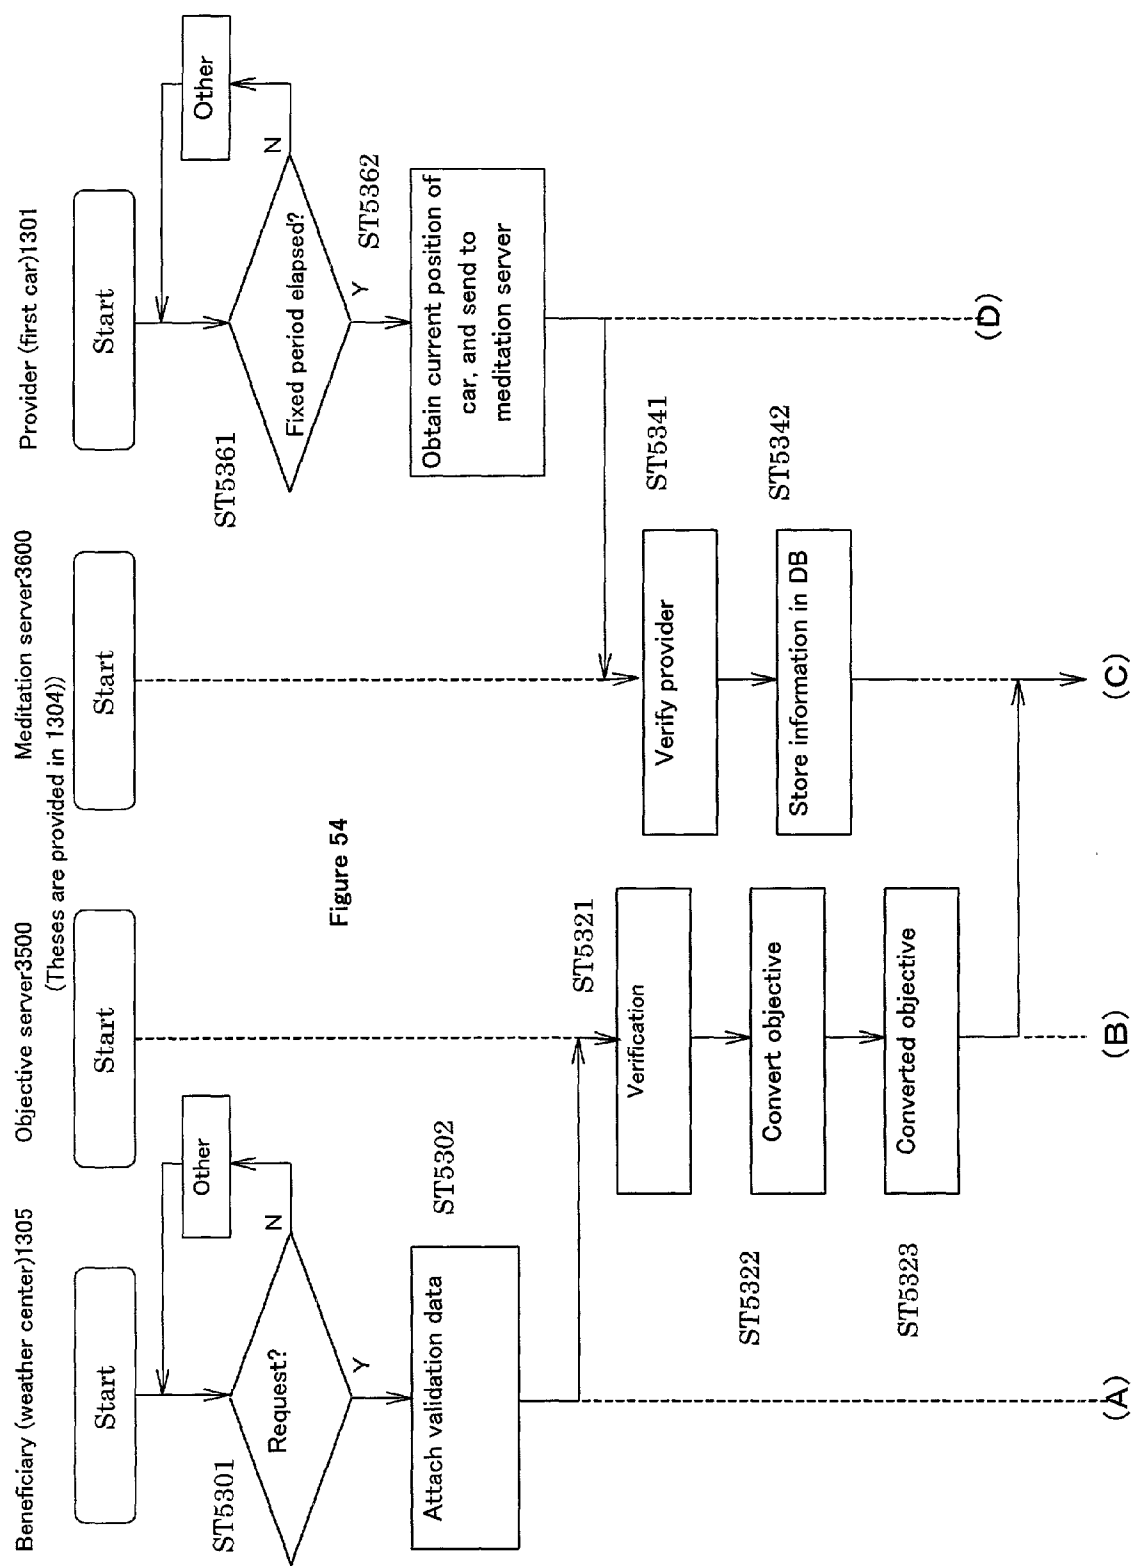 Beneficiary (weather center)1305
Objective server3500
Meditation server3600
Provider (first car)1301
(Theses are provided in 1304))
Start
Start
Start
Start
Other
Other
ST5301
Request?
N
Y
ST5361
Fixed period elapsed?
N
Y
Figure 54
ST5302
Attach validation data
ST5362
Obtain current position of
car, and send to
meditation server
ST5321
Verification
ST5341
Verify provider
ST5322
Convert objective
ST5342
Store information in DB
ST5323
Converted objective
(A)
(B)
(C)
(D)